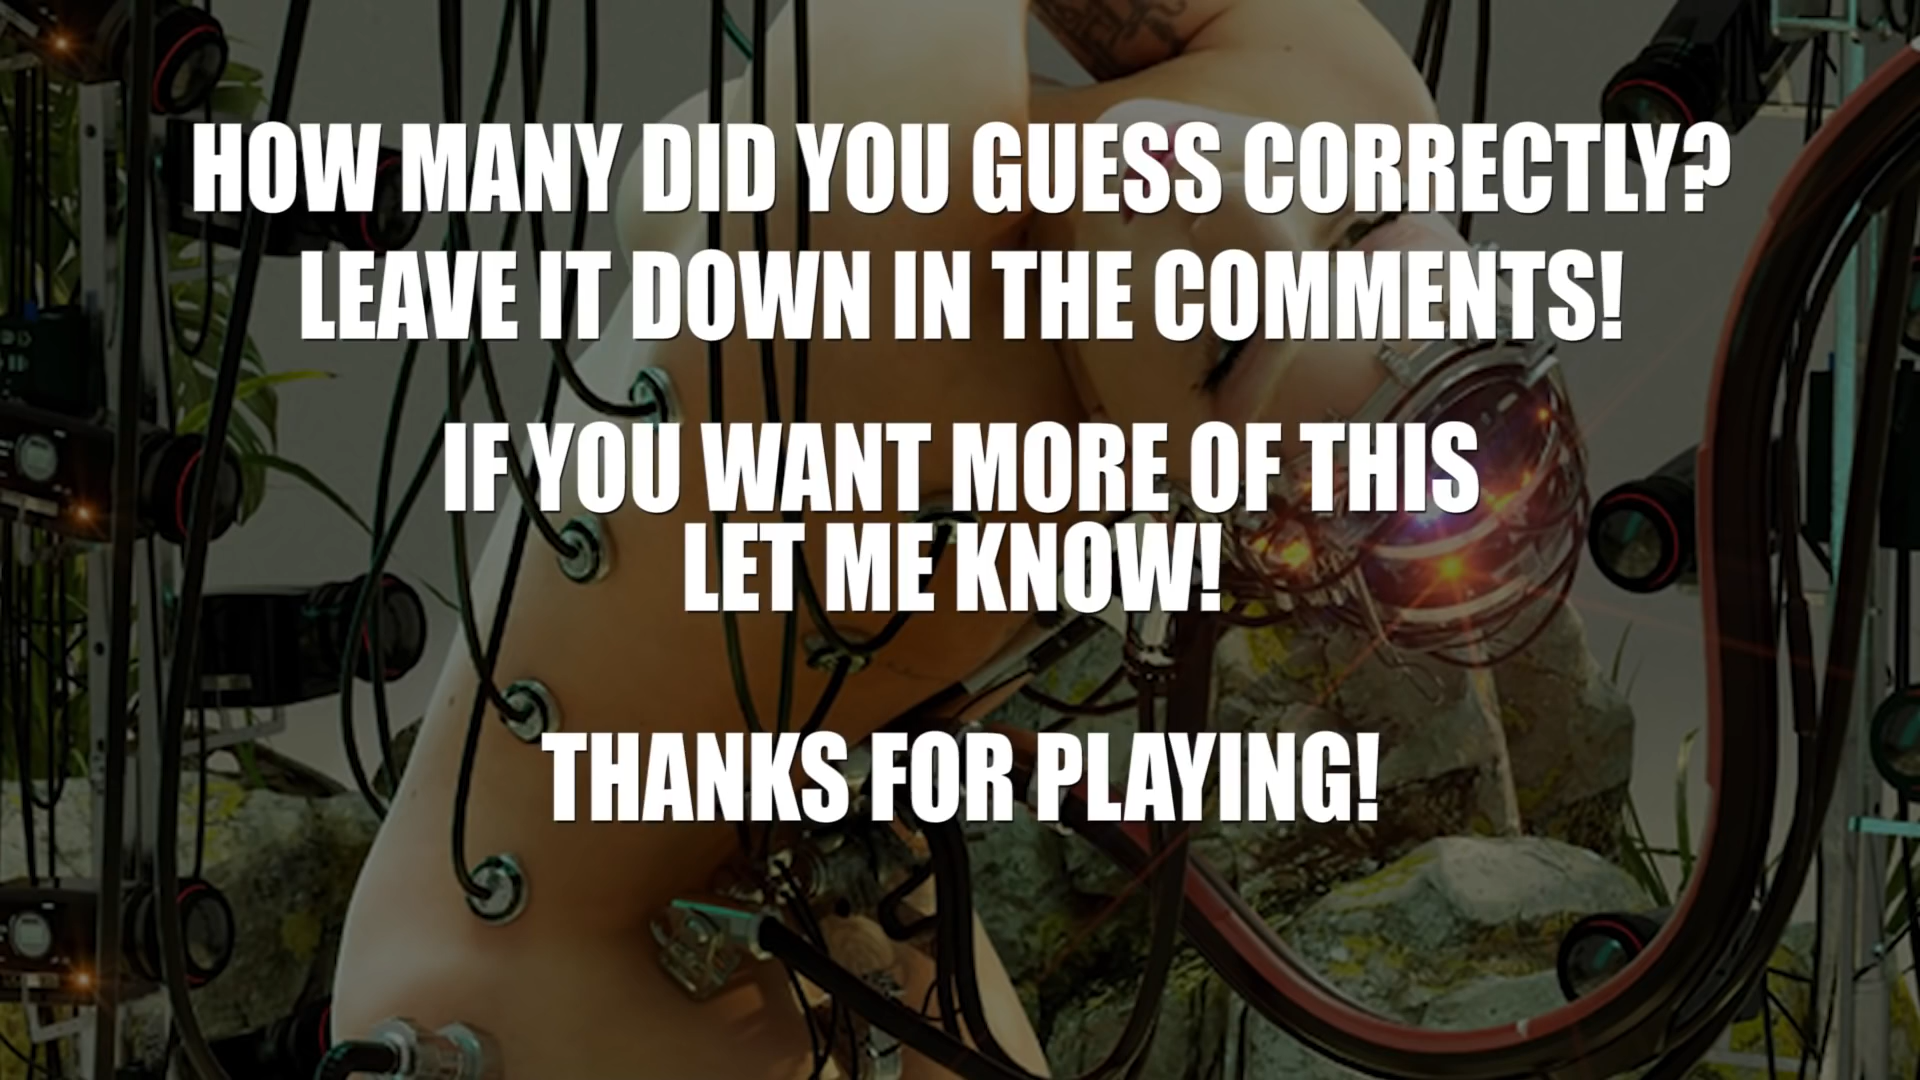 HOW MANY DID YOU GUESS CORRECTLY?
LEAVE IT DOWN IN THE COMMENTS!
IF YOU WANT MORE OF THIS
LET ME KNOW!
THANKS FOR PLAYING!